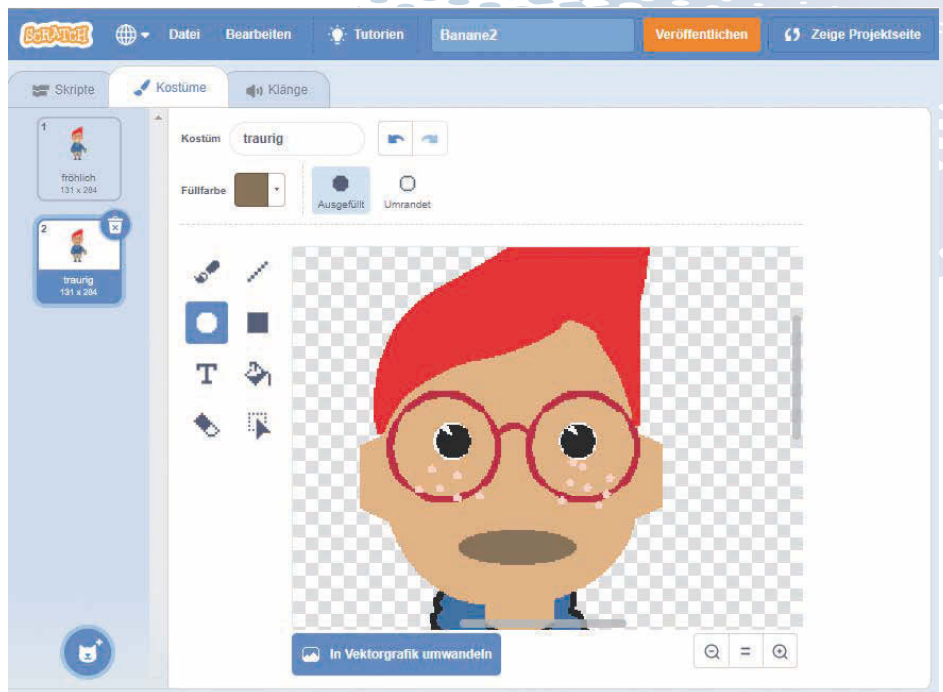 SCRATCH Datei Bearbeiten Tutorien Banane2 Veröffentlichen Zeige Projektseite
Skripte Kostüme Klänge
1
fröhlich
131 x 284
2
traurig
131 x 284
Kostüm traurig
Füllfarbe Ausgefüllt Umrandet
T
In Vektorgrafik umwandeln